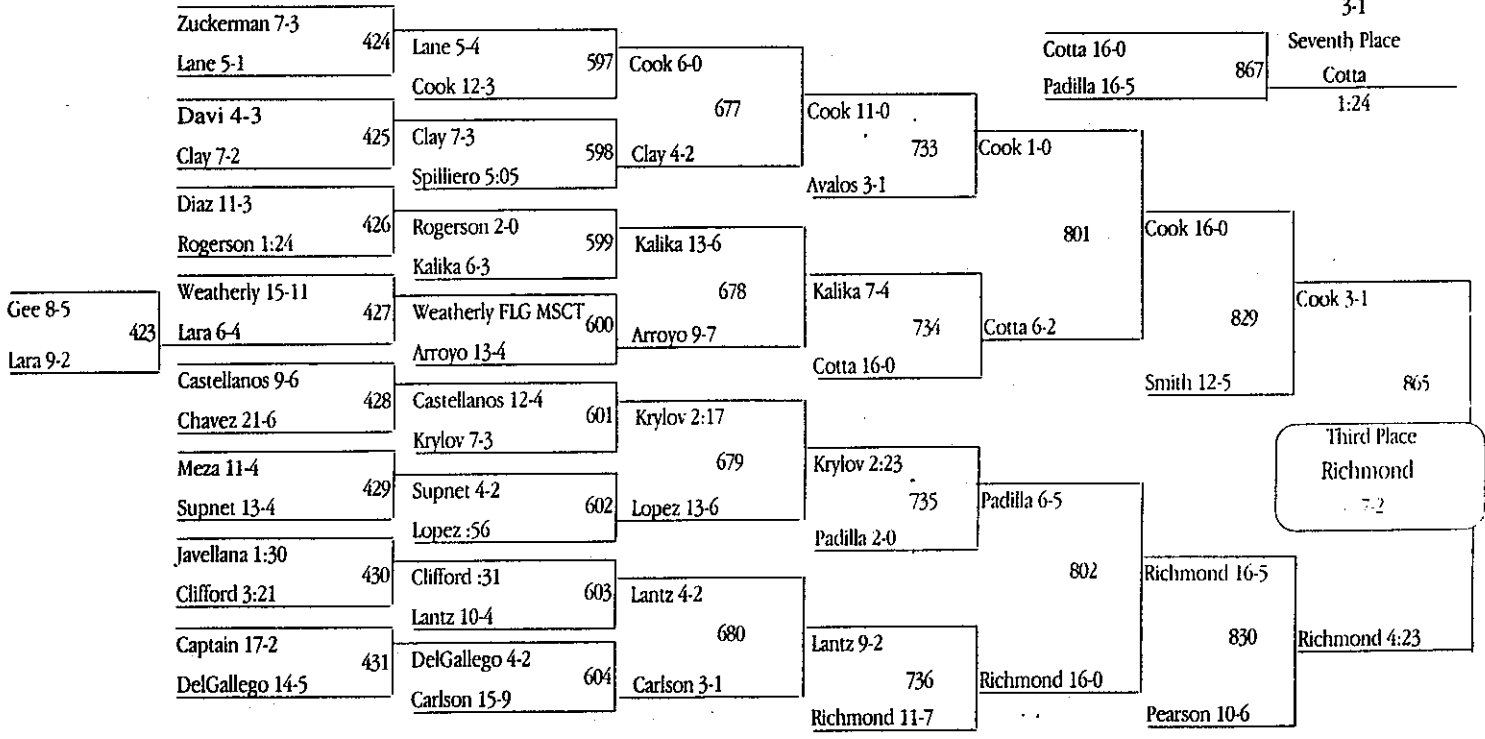 Gee 8-5
423
Lara 9-2
Zuckerman 7-3
424
Lane 5-1
Davi 4-3
425
Clay 7-2
Diaz 11-3
426
Rogerson 1:24
Weatherly 15-11
427
Lara 6-4
Castellanos 9-6
428
Chavez 21-6
Meza 11-4
429
Supnet 13-4
Javellana 1:30
430
Clifford 3:21
Captain 17-2
431
DelGallego 14-5
Lane 5-4
597
Cook 12-3
Clay 7-3
598
Spilliero 5:05
Rogerson 2-0
599
Kalika 6-3
Weatherly FLG MSCT
600
Arroyo 13-4
Castellanos 12-4
601
Krylov 7-3
Supnet 4-2
602
Lopez :56
Clifford :31
603
Lantz 10-4
DelGallego 4-2
604
Carlson 15-9
Cook 6-0
677
Clay 4-2
Kalika 13-6
678
Arroyo 9-7
Krylov 2:17
679
Lopez 13-6
Lantz 4-2
680
Carlson 3-1
Cook 11-0
733
Avalos 3-1
Kalika 7-4
734
Cotta 16-0
Krylov 2:23
735
Padilla 2-0
Lantz 9-2
736
Richmond 11-7
Cook 1-0
801
Cotta 6-2
Padilla 6-5
802
Richmond 16-0
Cook 16-0
829
Smith 12-5
Richmond 16-5
830
Pearson 10-6
Cook 3-1
865
Richmond 4:23
Third Place
Richmond
7-2
3-1
Cotta 16-0
867
Padilla 16-5
Seventh Place
Cotta
1:24